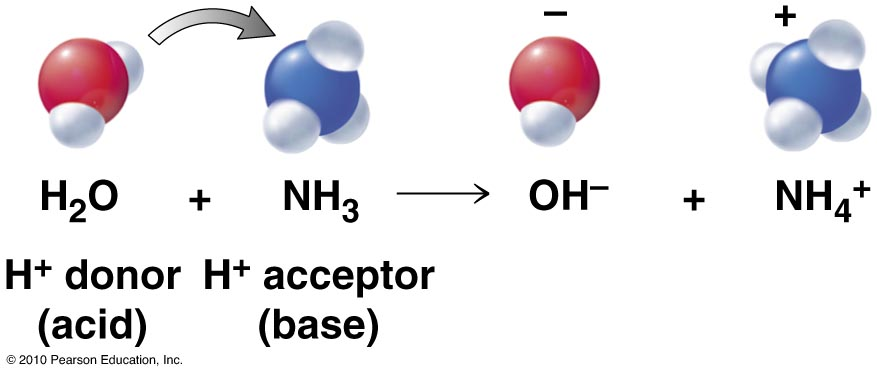 − +
H₂O + NH₃ ⟶ OH⁻ + NH₄⁺
H⁺ donor H⁺ acceptor
(acid) (base)
© 2010 Pearson Education, Inc.